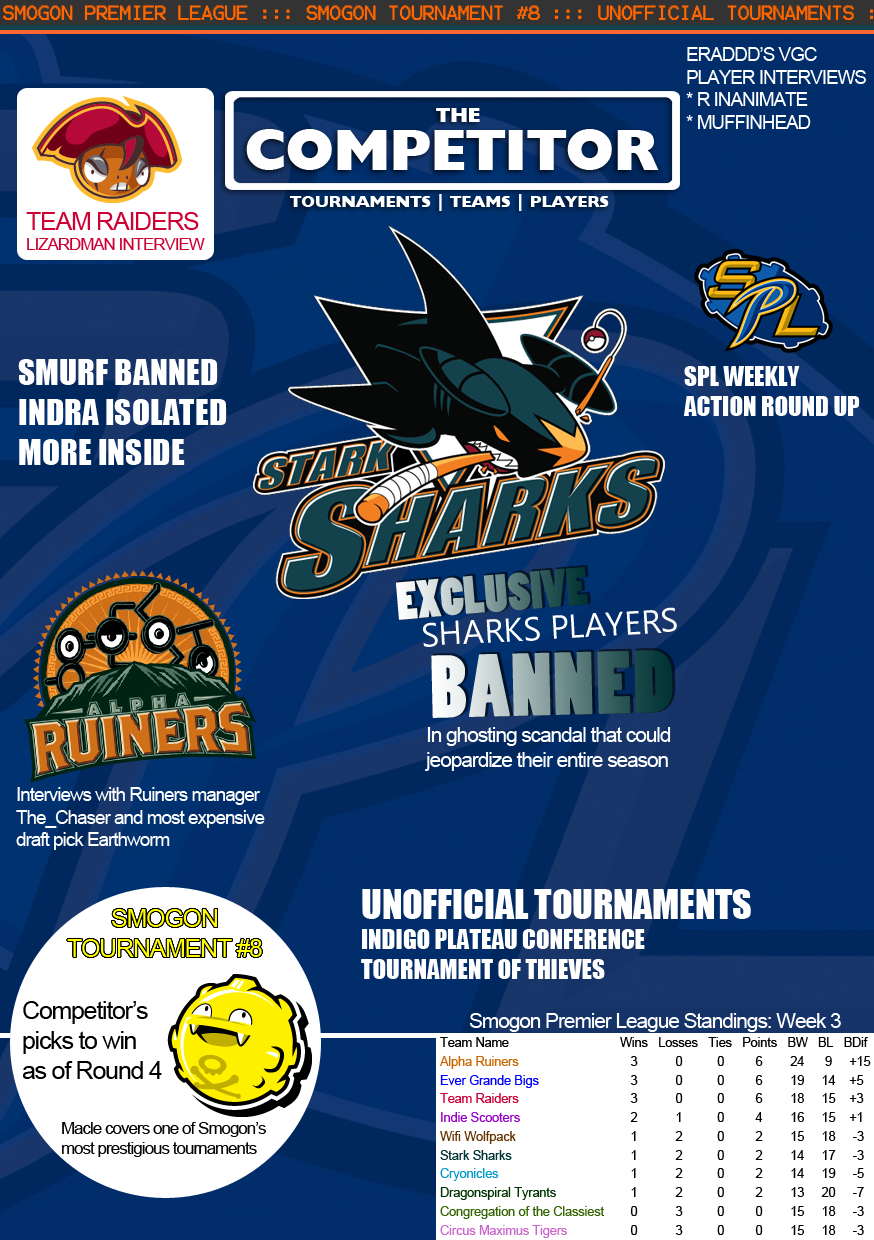 SMOGON PREMIER LEAGUE ::: SMOGON TOURNAMENT #8 ::: UNOFFICIAL TOURNAMENTS :
ERADDD'S VGC
PLAYER INTERVIEWS
* R INANIMATE
* MUFFINHEAD
THE
COMPETITOR
TOURNAMENTS | TEAMS | PLAYERS
TEAM RAIDERS
LIZARDMAN INTERVIEW
SPL
SPL WEEKLY
ACTION ROUND UP
SMURF BANNED
INDRA ISOLATED
MORE INSIDE
STARK
SHARKS
EXCLUSIVE
SHARKS PLAYERS
BANNED
In ghosting scandal that could
jeopardize their entire season
ALPHA
RUINERS
Interviews with Ruiners manager
The_Chaser and most expensive
draft pick Earthworm
UNOFFICIAL TOURNAMENTS
INDIGO PLATEAU CONFERENCE
TOURNAMENT OF THIEVES
SMOGON
TOURNAMENT #8
Competitor's
picks to win
as of Round 4
Macle covers one of Smogon's
most prestigious tournaments
Smogon Premier League Standings: Week 3
Team Name Wins Losses Ties Points BW BL BDif
Alpha Ruiners 3 0 0 6 24 9 +15
Ever Grande Bigs 3 0 0 6 19 14 +5
Team Raiders 3 0 0 6 18 15 +3
Indie Scooters 2 1 0 4 16 15 +1
Wifi Wolfpack 1 2 0 2 15 18 -3
Stark Sharks 1 2 0 2 14 17 -3
Cryonicles 1 2 0 2 14 19 -5
Dragonspiral Tyrants 1 2 0 2 13 20 -7
Congregation of the Classiest 0 3 0 0 15 18 -3
Circus Maximus Tigers 0 3 0 0 15 18 -3